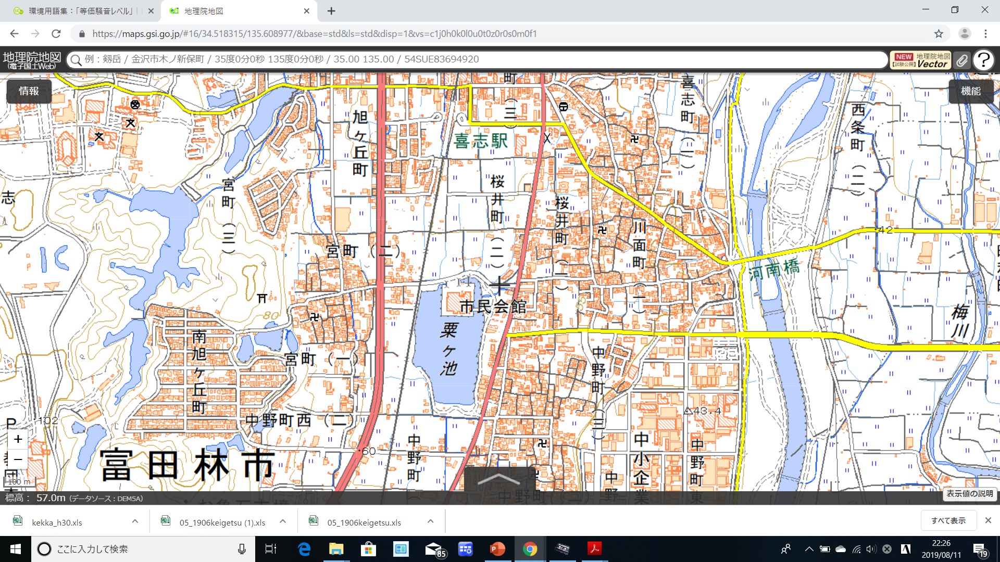 環境用語集：「等価騒音レベル」
地理院地図
https://maps.gsi.go.jp/#16/34.518315/135.608977/&base=std&ls=std&disp=1&vs=c1j0h0k0l0u0t0z0r0s0m0f1
地理院地図
(電子国土Web)
例：剱岳 / 金沢市木ノ新保町 / 35度0分0秒 135度0分0秒 / 35.00 135.00 / 54SUE83694920
NEW 地理院地図
【試験公開】 Vector
?
情報
機能
町（三）
喜志町（一）
西条町（二）
旭ヶ丘町
喜志駅
宮町（三）
桜井町（二）
桜井町（一）
川面町（一）
志
宮町（二）
42
河南橋
市民会館
粟ヶ池
梅川
80
南旭ヶ丘町
宮町（一）
中野町（三）
中野町西（二）
P
102
43.4
60
中野町
中小企業
中野町東
中野
富田林市
中野町（二）
100 m
標高： 57.0m (データソース：DEM5A)
表示値の説明
kekka_h30.xls
05_1906keigetsu (1).xls
05_1906keigetsu.xls
すべて表示
ここに入力して検索
85
A
22:26
2019/08/11
19